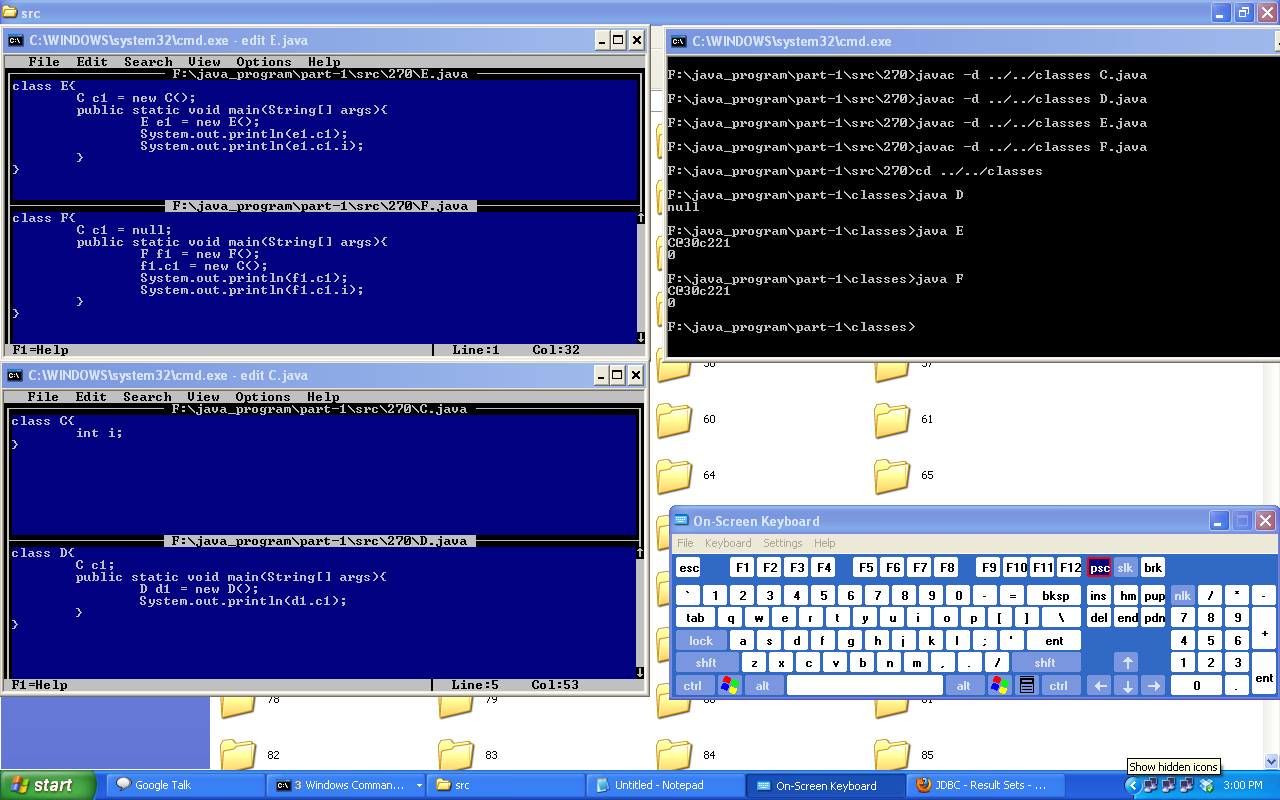 src
C:\WINDOWS\system32\cmd.exe - edit E.java
File Edit Search View Options Help
F:\java_program\part-1\src\270\E.java
class E{
C c1 = new C();
public static void main(String[] args){
E e1 = new E();
System.out.println(e1.c1);
System.out.println(e1.c1.i);
}
}
F:\java_program\part-1\src\270\F.java
class F{
C c1 = null;
public static void main(String[] args){
F f1 = new F();
f1.c1 = new C();
System.out.println(f1.c1);
System.out.println(f1.c1.i);
}
}
F1=Help Line:1 Col:32
C:\WINDOWS\system32\cmd.exe
F:\java_program\part-1\src\270>javac -d ../../classes C.java
F:\java_program\part-1\src\270>javac -d ../../classes D.java
F:\java_program\part-1\src\270>javac -d ../../classes E.java
F:\java_program\part-1\src\270>javac -d ../../classes F.java
F:\java_program\part-1\src\270>cd ../../classes
F:\java_program\part-1\classes>java D
null
F:\java_program\part-1\classes>java E
C@30c221
0
F:\java_program\part-1\classes>java F
C@30c221
0
F:\java_program\part-1\classes>
C:\WINDOWS\system32\cmd.exe - edit C.java
File Edit Search View Options Help
F:\java_program\part-1\src\270\C.java
class C{
int i;
}
F:\java_program\part-1\src\270\D.java
class D{
C c1;
public static void main(String[] args){
D d1 = new D();
System.out.println(d1.c1);
}
}
F1=Help Line:5 Col:53
60 61
64 65
On-Screen Keyboard
File Keyboard Settings Help
esc F1 F2 F3 F4 F5 F6 F7 F8 F9 F10 F11 F12 psc slk brk
` 1 2 3 4 5 6 7 8 9 0 - = bksp ins hm pup nlk / * -
tab q w e r t y u i o p [ ] \ del end pdn 7 8 9 +
lock a s d f g h j k l ; ' ent 4 5 6
shft z x c v b n m , . / shft ↑ 1 2 3 ent
ctrl alt alt ctrl ← ↓ → 0 .
78 79
82 83 84 85
Show hidden icons
start Google Talk 3 Windows Comman... src Untitled - Notepad On-Screen Keyboard JDBC - Result Sets - ... 3:00 PM